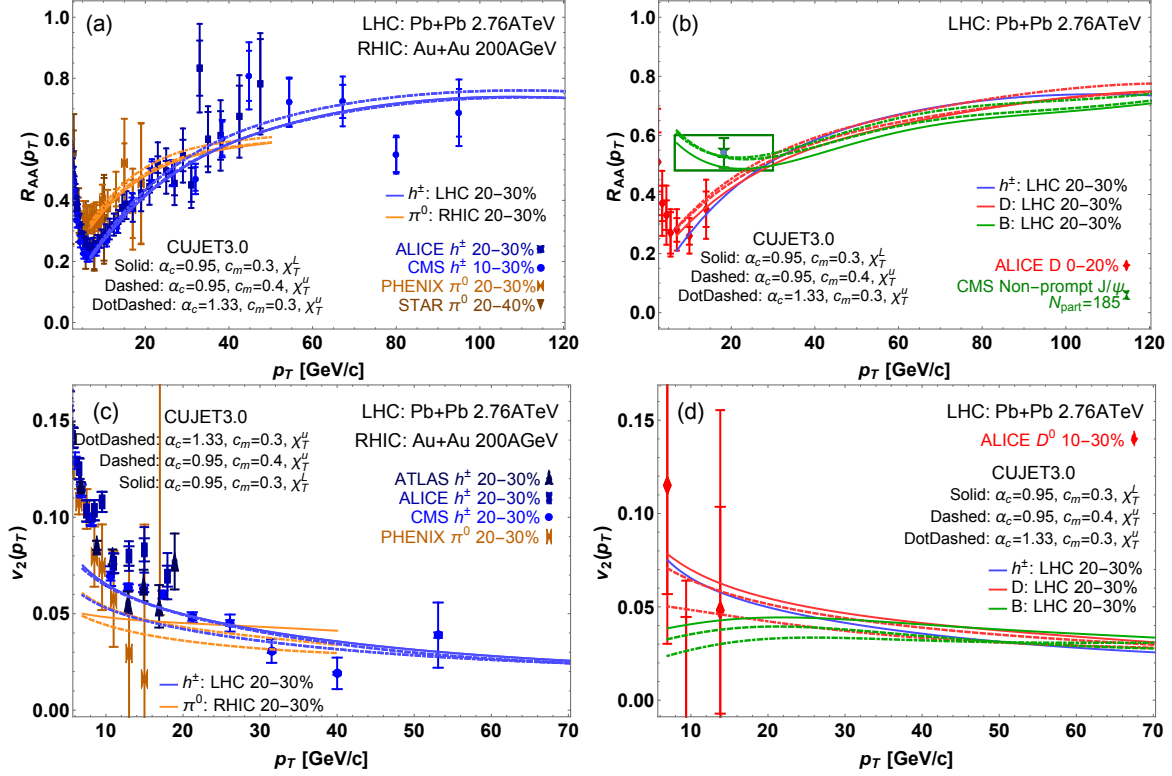 (a)
LHC: Pb+Pb 2.76ATeV
RHIC: Au+Au 200AGeV
R_AA(p_T)
1.0
0.8
0.6
0.4
0.2
0.0
h^±: LHC 20-30%
π^0: RHIC 20-30%
CUJET3.0
Solid: α_c=0.95, c_m=0.3, χ_T^L
Dashed: α_c=0.95, c_m=0.4, χ_T^u
DotDashed: α_c=1.33, c_m=0.3, χ_T^u
ALICE h^± 20-30%
CMS h^± 10-30%
PHENIX π^0 20-30%
STAR π^0 20-40%
0 20 40 60 80 100 120
p_T [GeV/c]
(b)
LHC: Pb+Pb 2.76ATeV
R_AA(p_T)
1.0
0.8
0.6
0.4
0.2
0.0
h^±: LHC 20-30%
D: LHC 20-30%
B: LHC 20-30%
CUJET3.0
Solid: α_c=0.95, c_m=0.3, χ_T^L
Dashed: α_c=0.95, c_m=0.4, χ_T^u
DotDashed: α_c=1.33, c_m=0.3, χ_T^u
ALICE D 0-20%
CMS Non-prompt J/ψ,
N_part=185
0 20 40 60 80 100 120
p_T [GeV/c]
(c)
LHC: Pb+Pb 2.76ATeV
RHIC: Au+Au 200AGeV
CUJET3.0
DotDashed: α_c=1.33, c_m=0.3, χ_T^u
Dashed: α_c=0.95, c_m=0.4, χ_T^u
Solid: α_c=0.95, c_m=0.3, χ_T^L
ATLAS h^± 20-30%
ALICE h^± 20-30%
CMS h^± 20-30%
PHENIX π^0 20-30%
v_2(p_T)
0.15
0.10
0.05
0.00
h^±: LHC 20-30%
π^0: RHIC 20-30%
10 20 30 40 50 60 70
p_T [GeV/c]
(d)
LHC: Pb+Pb 2.76ATeV
ALICE D^0 10-30%
CUJET3.0
Solid: α_c=0.95, c_m=0.3, χ_T^L
Dashed: α_c=0.95, c_m=0.4, χ_T^u
DotDashed: α_c=1.33, c_m=0.3, χ_T^u
h^±: LHC 20-30%
D: LHC 20-30%
B: LHC 20-30%
v_2(p_T)
0.15
0.10
0.05
0.00
10 20 30 40 50 60 70
p_T [GeV/c]